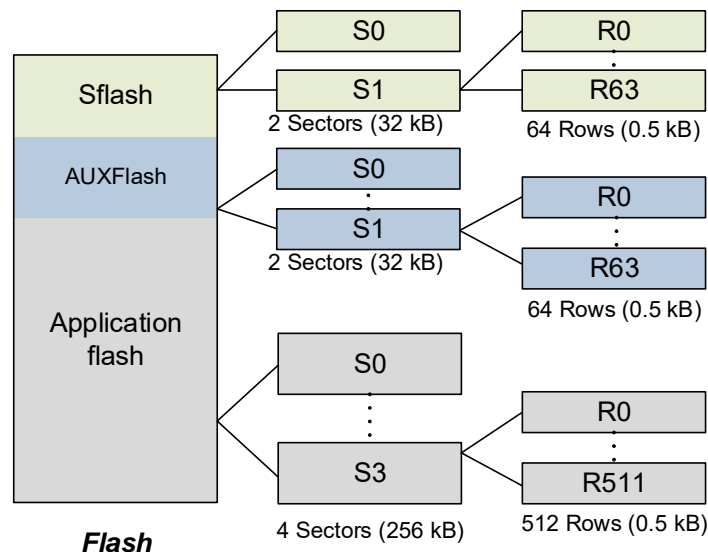 Sflash
AUXFlash
Application
flash
Flash
S0
S1
2 Sectors (32 kB)
R0
R63
64 Rows (0.5 kB)
S0
S1
2 Sectors (32 kB)
R0
R63
64 Rows (0.5 kB)
S0
S3
4 Sectors (256 kB)
R0
R511
512 Rows (0.5 kB)